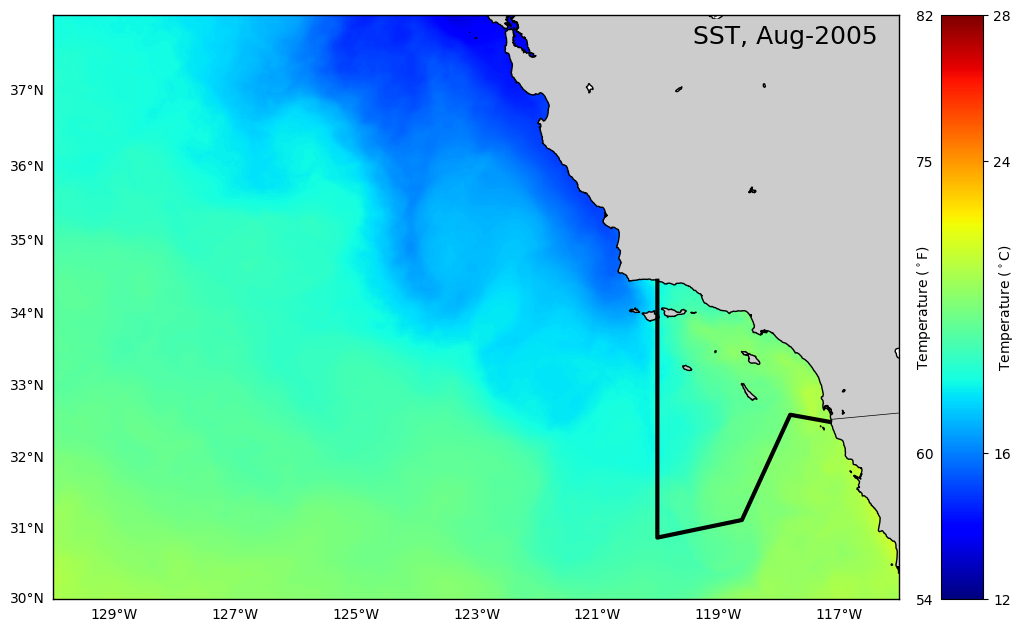 SST, Aug-2005
37°N
36°N
35°N
34°N
33°N
32°N
31°N
30°N
129°W
127°W
125°W
123°W
121°W
119°W
117°W
82
75
60
54
Temperature (°F)
28
24
16
12
Temperature (°C)